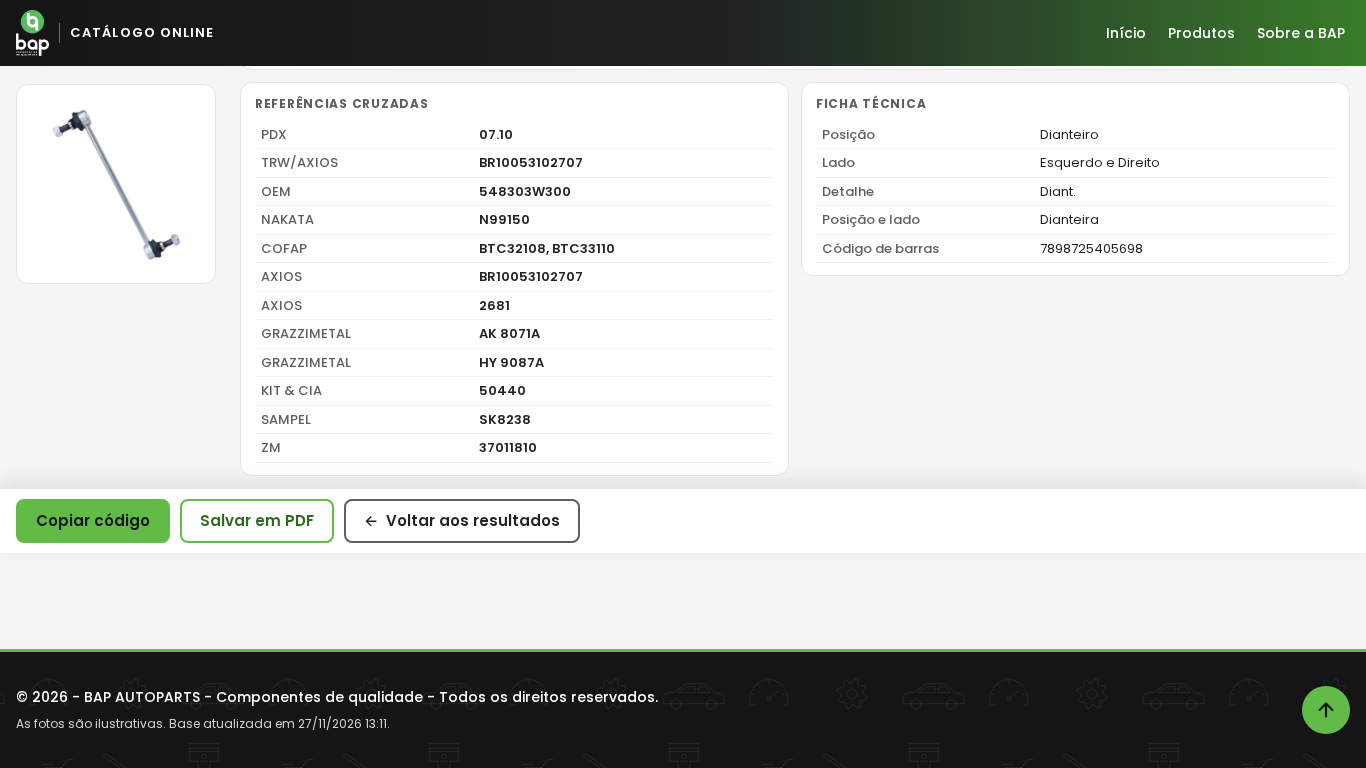 bap
CATÁLOGO ONLINE
Início
Produtos
Sobre a BAP
REFERÊNCIAS CRUZADAS
PDX 07.10
TRW/AXIOS BR10053102707
OEM 548303W300
NAKATA N99150
COFAP BTC32108, BTC33110
AXIOS BR10053102707
AXIOS 2681
GRAZZIMETAL AK 8071A
GRAZZIMETAL HY 9087A
KIT & CIA 50440
SAMPEL SK8238
ZM 37011810
FICHA TÉCNICA
Posição Dianteiro
Lado Esquerdo e Direito
Detalhe Diant.
Posição e lado Dianteira
Código de barras 7898725405698
Copiar código
Salvar em PDF
← Voltar aos resultados
© 2026 - BAP AUTOPARTS - Componentes de qualidade - Todos os direitos reservados.
As fotos são ilustrativas. Base atualizada em 27/11/2026 13:11.